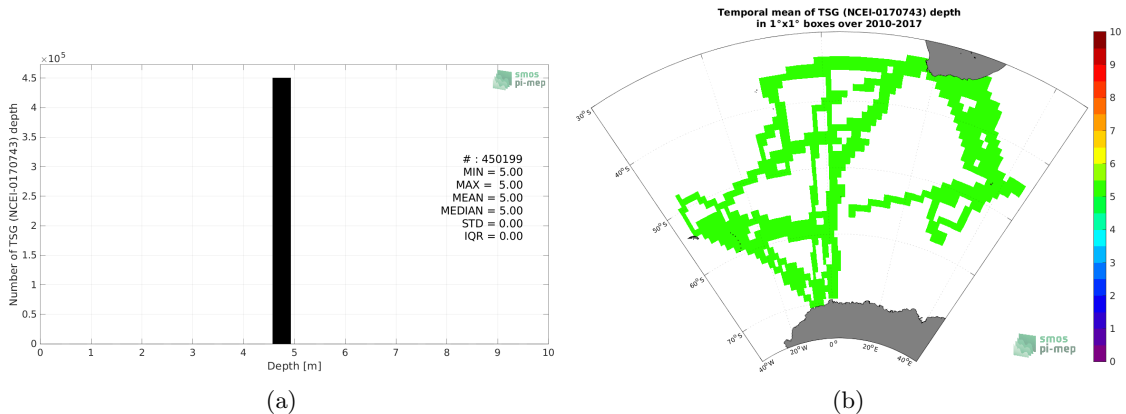 ×10⁵
4.5
4
3.5
3
2.5
2
1.5
1
0.5
0
Number of TSG (NCEI-0170743) depth
smos
pi-mep
# : 450199
MIN = 5.00
MAX = 5.00
MEAN = 5.00
MEDIAN = 5.00
STD = 0.00
IQR = 0.00
0 1 2 3 4 5 6 7 8 9 10
Depth [m]
(a)
Temporal mean of TSG (NCEI-0170743) depth
in 1°x1° boxes over 2010-2017
30°S
40°S
50°S
60°S
70°S
40°W
20°W
0°
20°E
40°E
smos
pi-mep
10
9
8
7
6
5
4
3
2
1
0
(b)